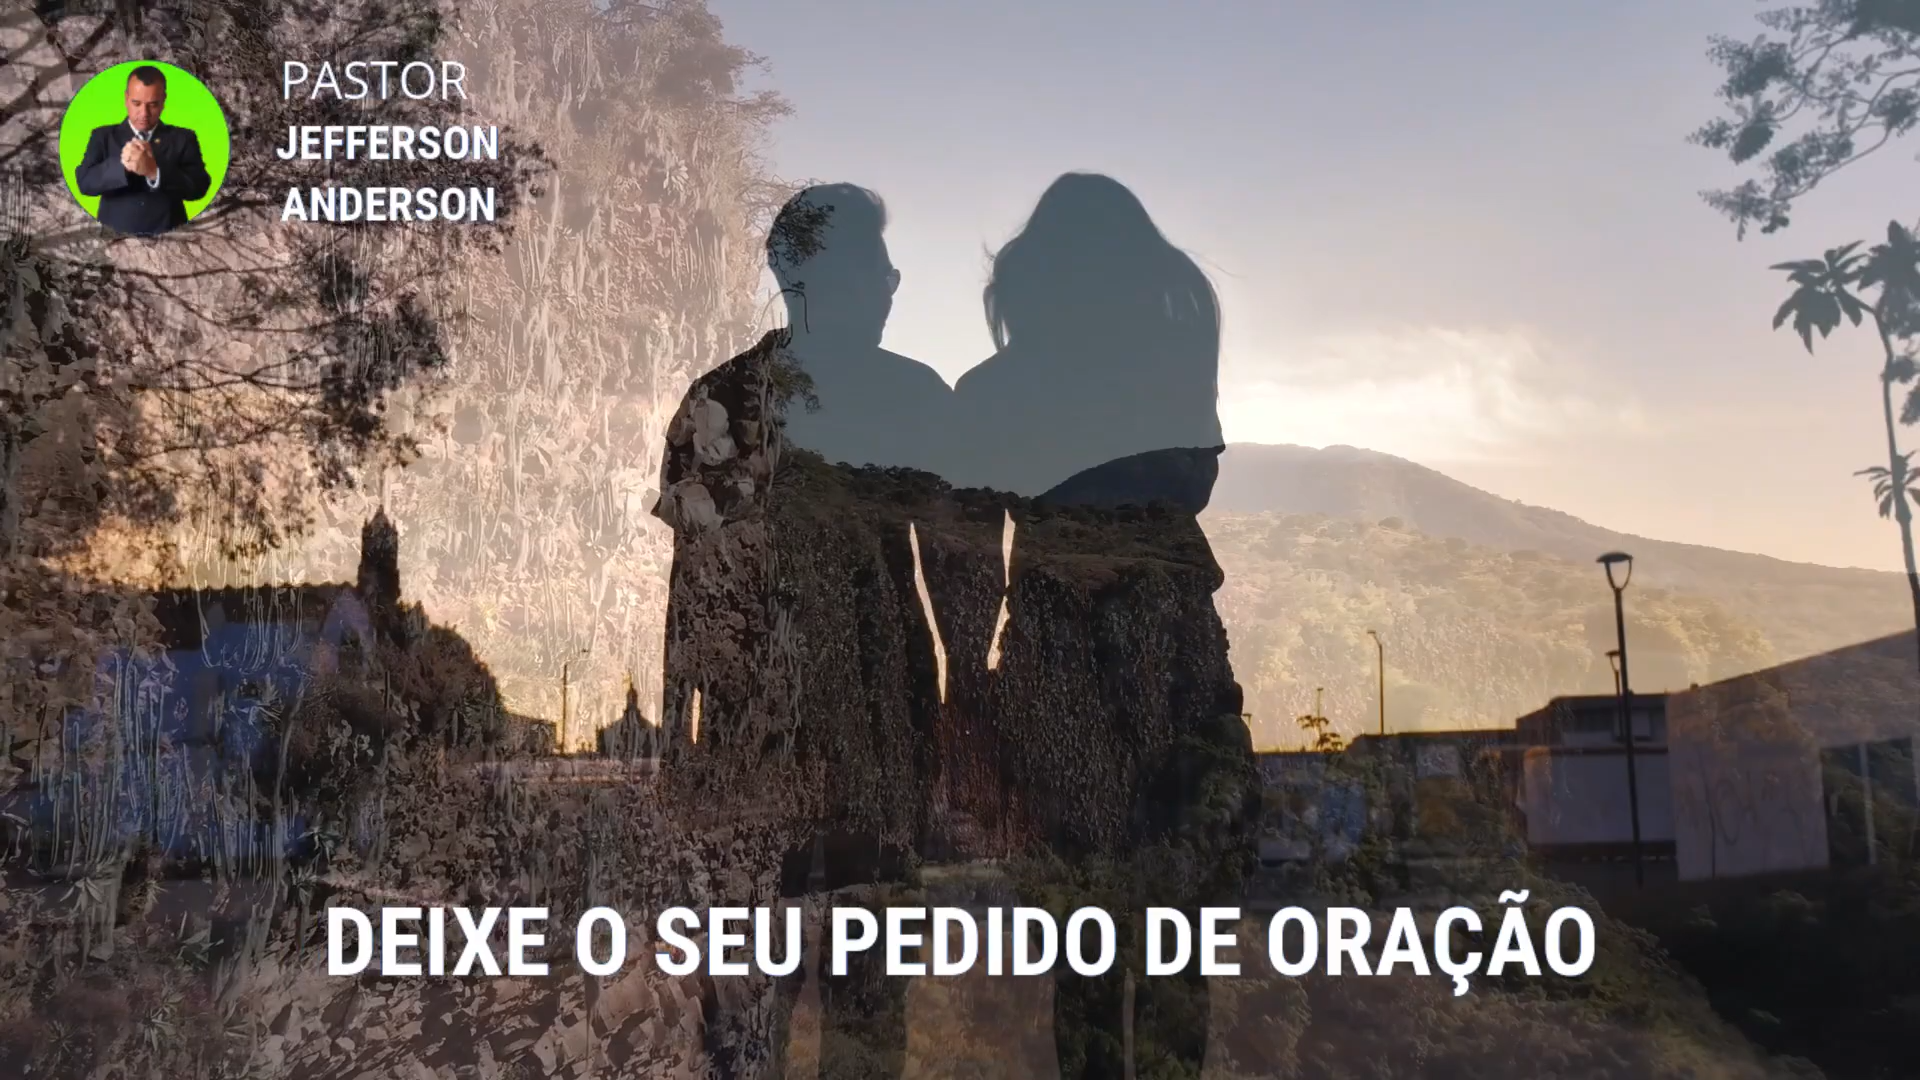 PASTOR
JEFFERSON
ANDERSON
DEIXE O SEU PEDIDO DE ORAÇÃO